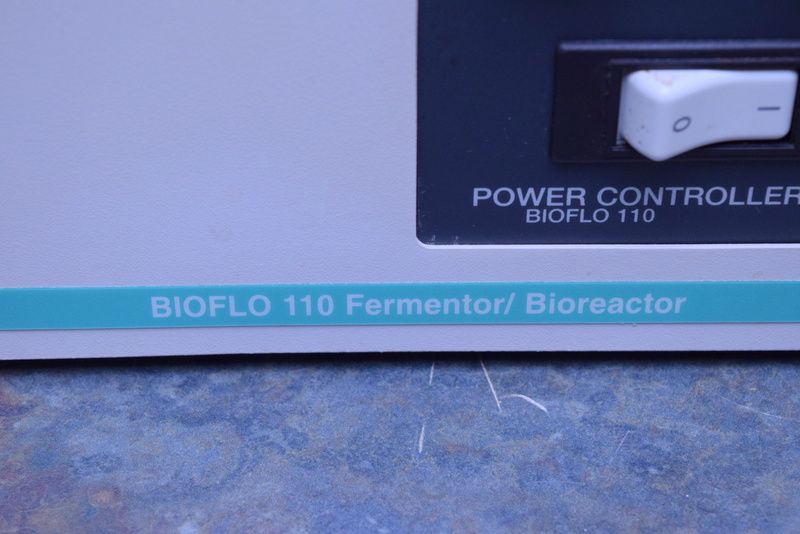 O I
POWER CONTROLLER
BIOFLO 110
BIOFLO 110 Fermentor/ Bioreactor